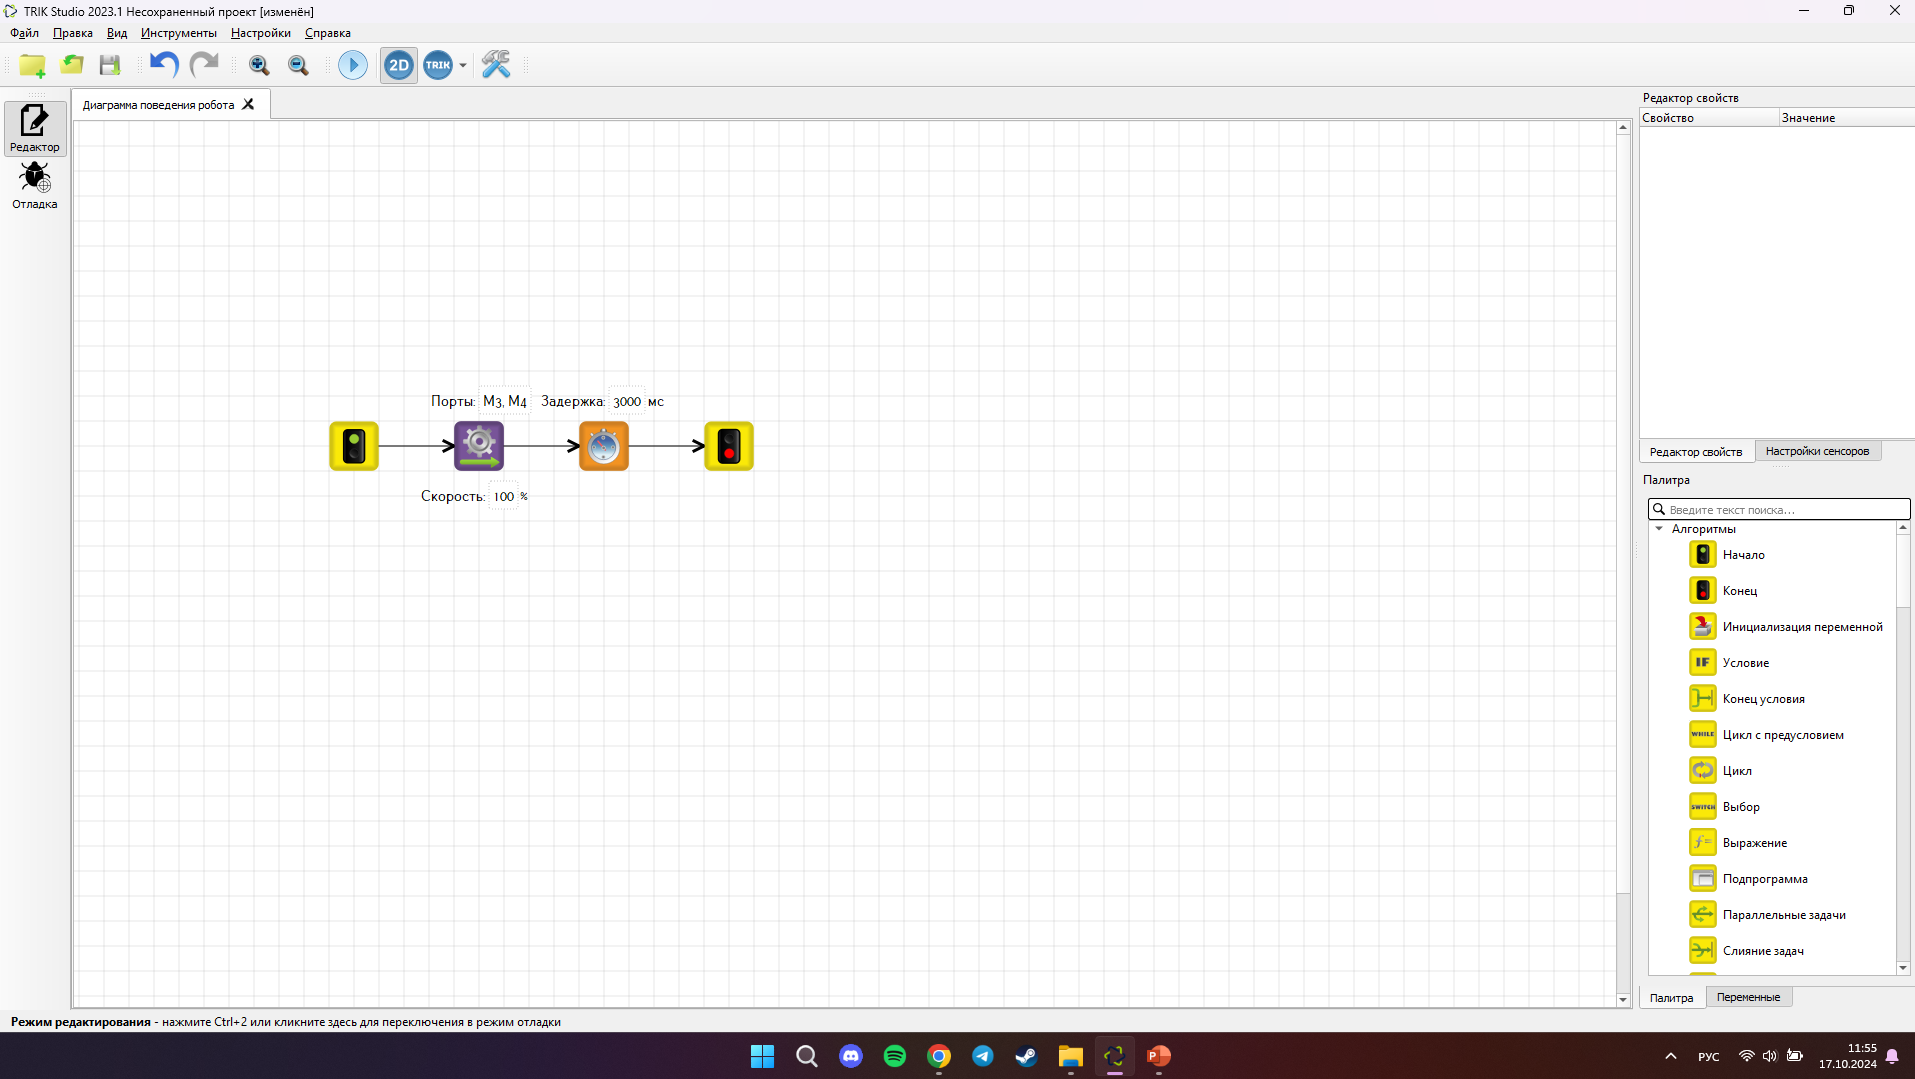 TRIK Studio 2023.1 Несохраненный проект [изменён]
Файл Правка Вид Инструменты Настройки Справка
2D TRIK
Диаграмма поведения робота
Редактор
Отладка
Порты: M3, M4 Задержка: 3000 мс
Скорость: 100 %
Редактор свойств
Свойство Значение
Редактор свойств Настройки сенсоров
Палитра
Введите текст поиска...
Алгоритмы
Начало
Конец
Инициализация переменной
IF Условие
Конец условия
WHILE Цикл с предусловием
Цикл
SWITCH Выбор
f= Выражение
Подпрограмма
Параллельные задачи
Слияние задач
Палитра Переменные
Режим редактирования - нажмите Ctrl+2 или кликните здесь для переключения в режим отладки
P
РУС
11:55
17.10.2024